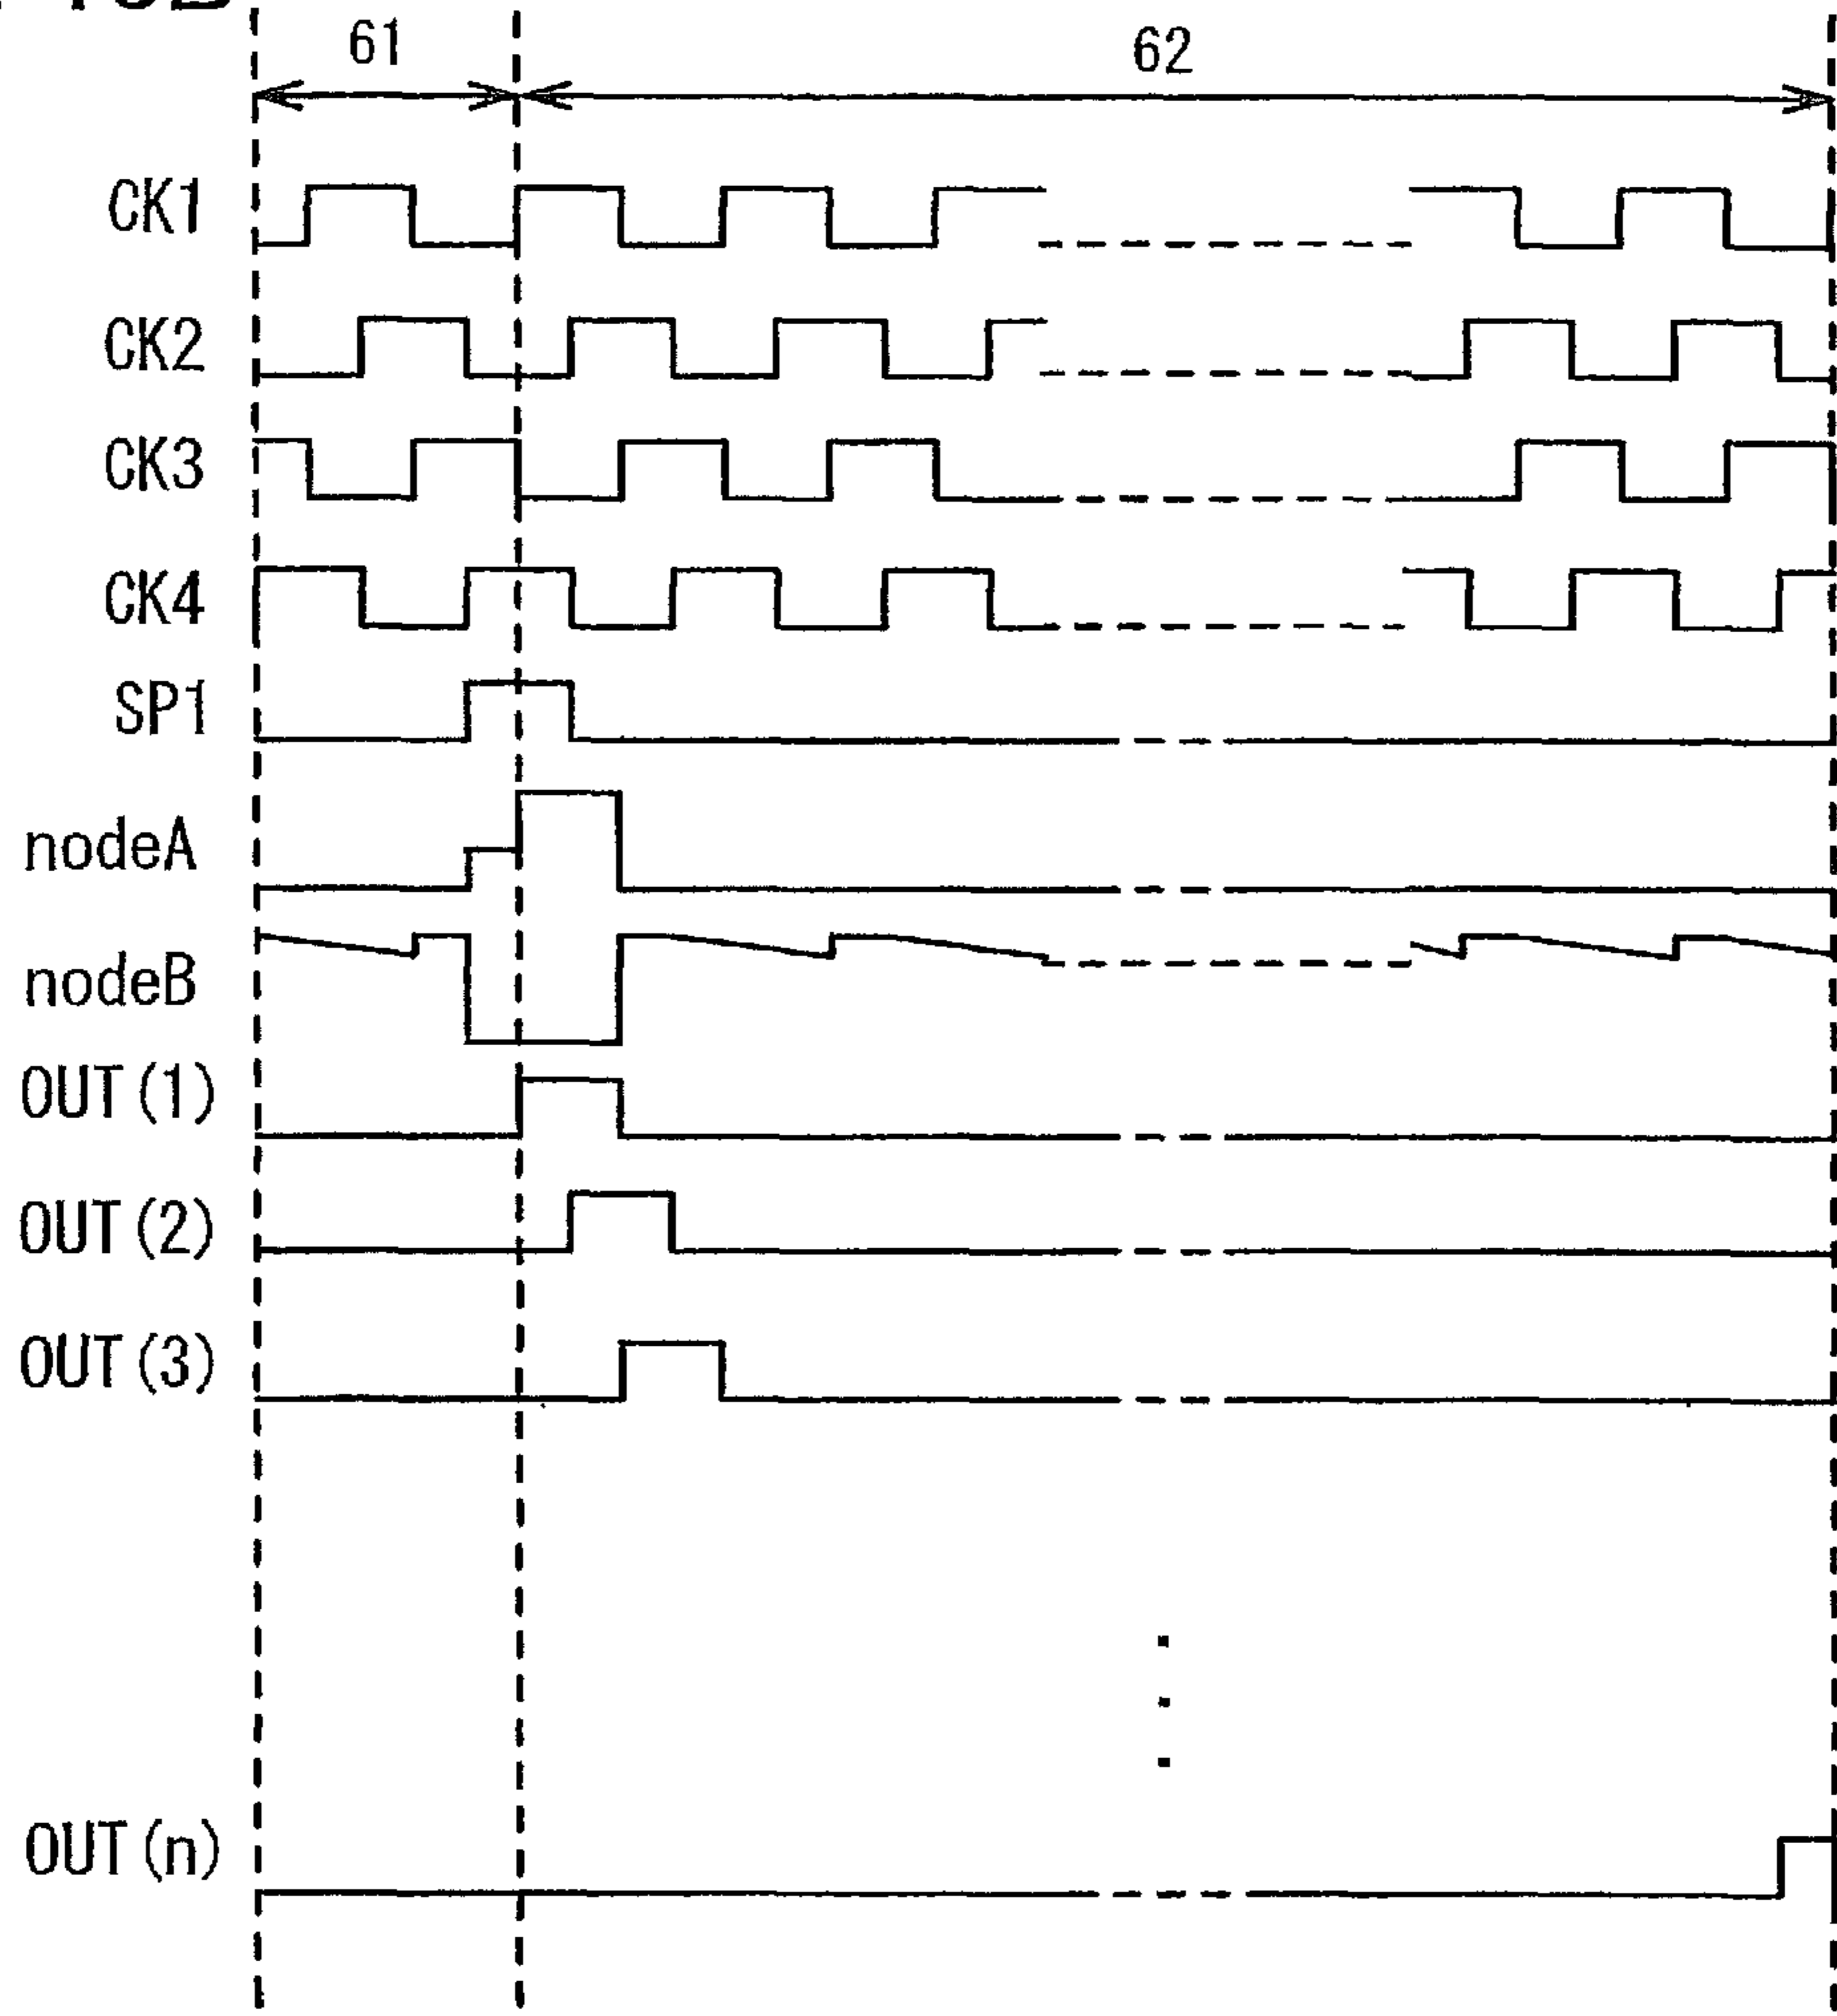 61 62
CK1
CK2
CK3
CK4
SP1
nodeA
nodeB
OUT(1)
OUT(2)
OUT(3)
OUT(n)